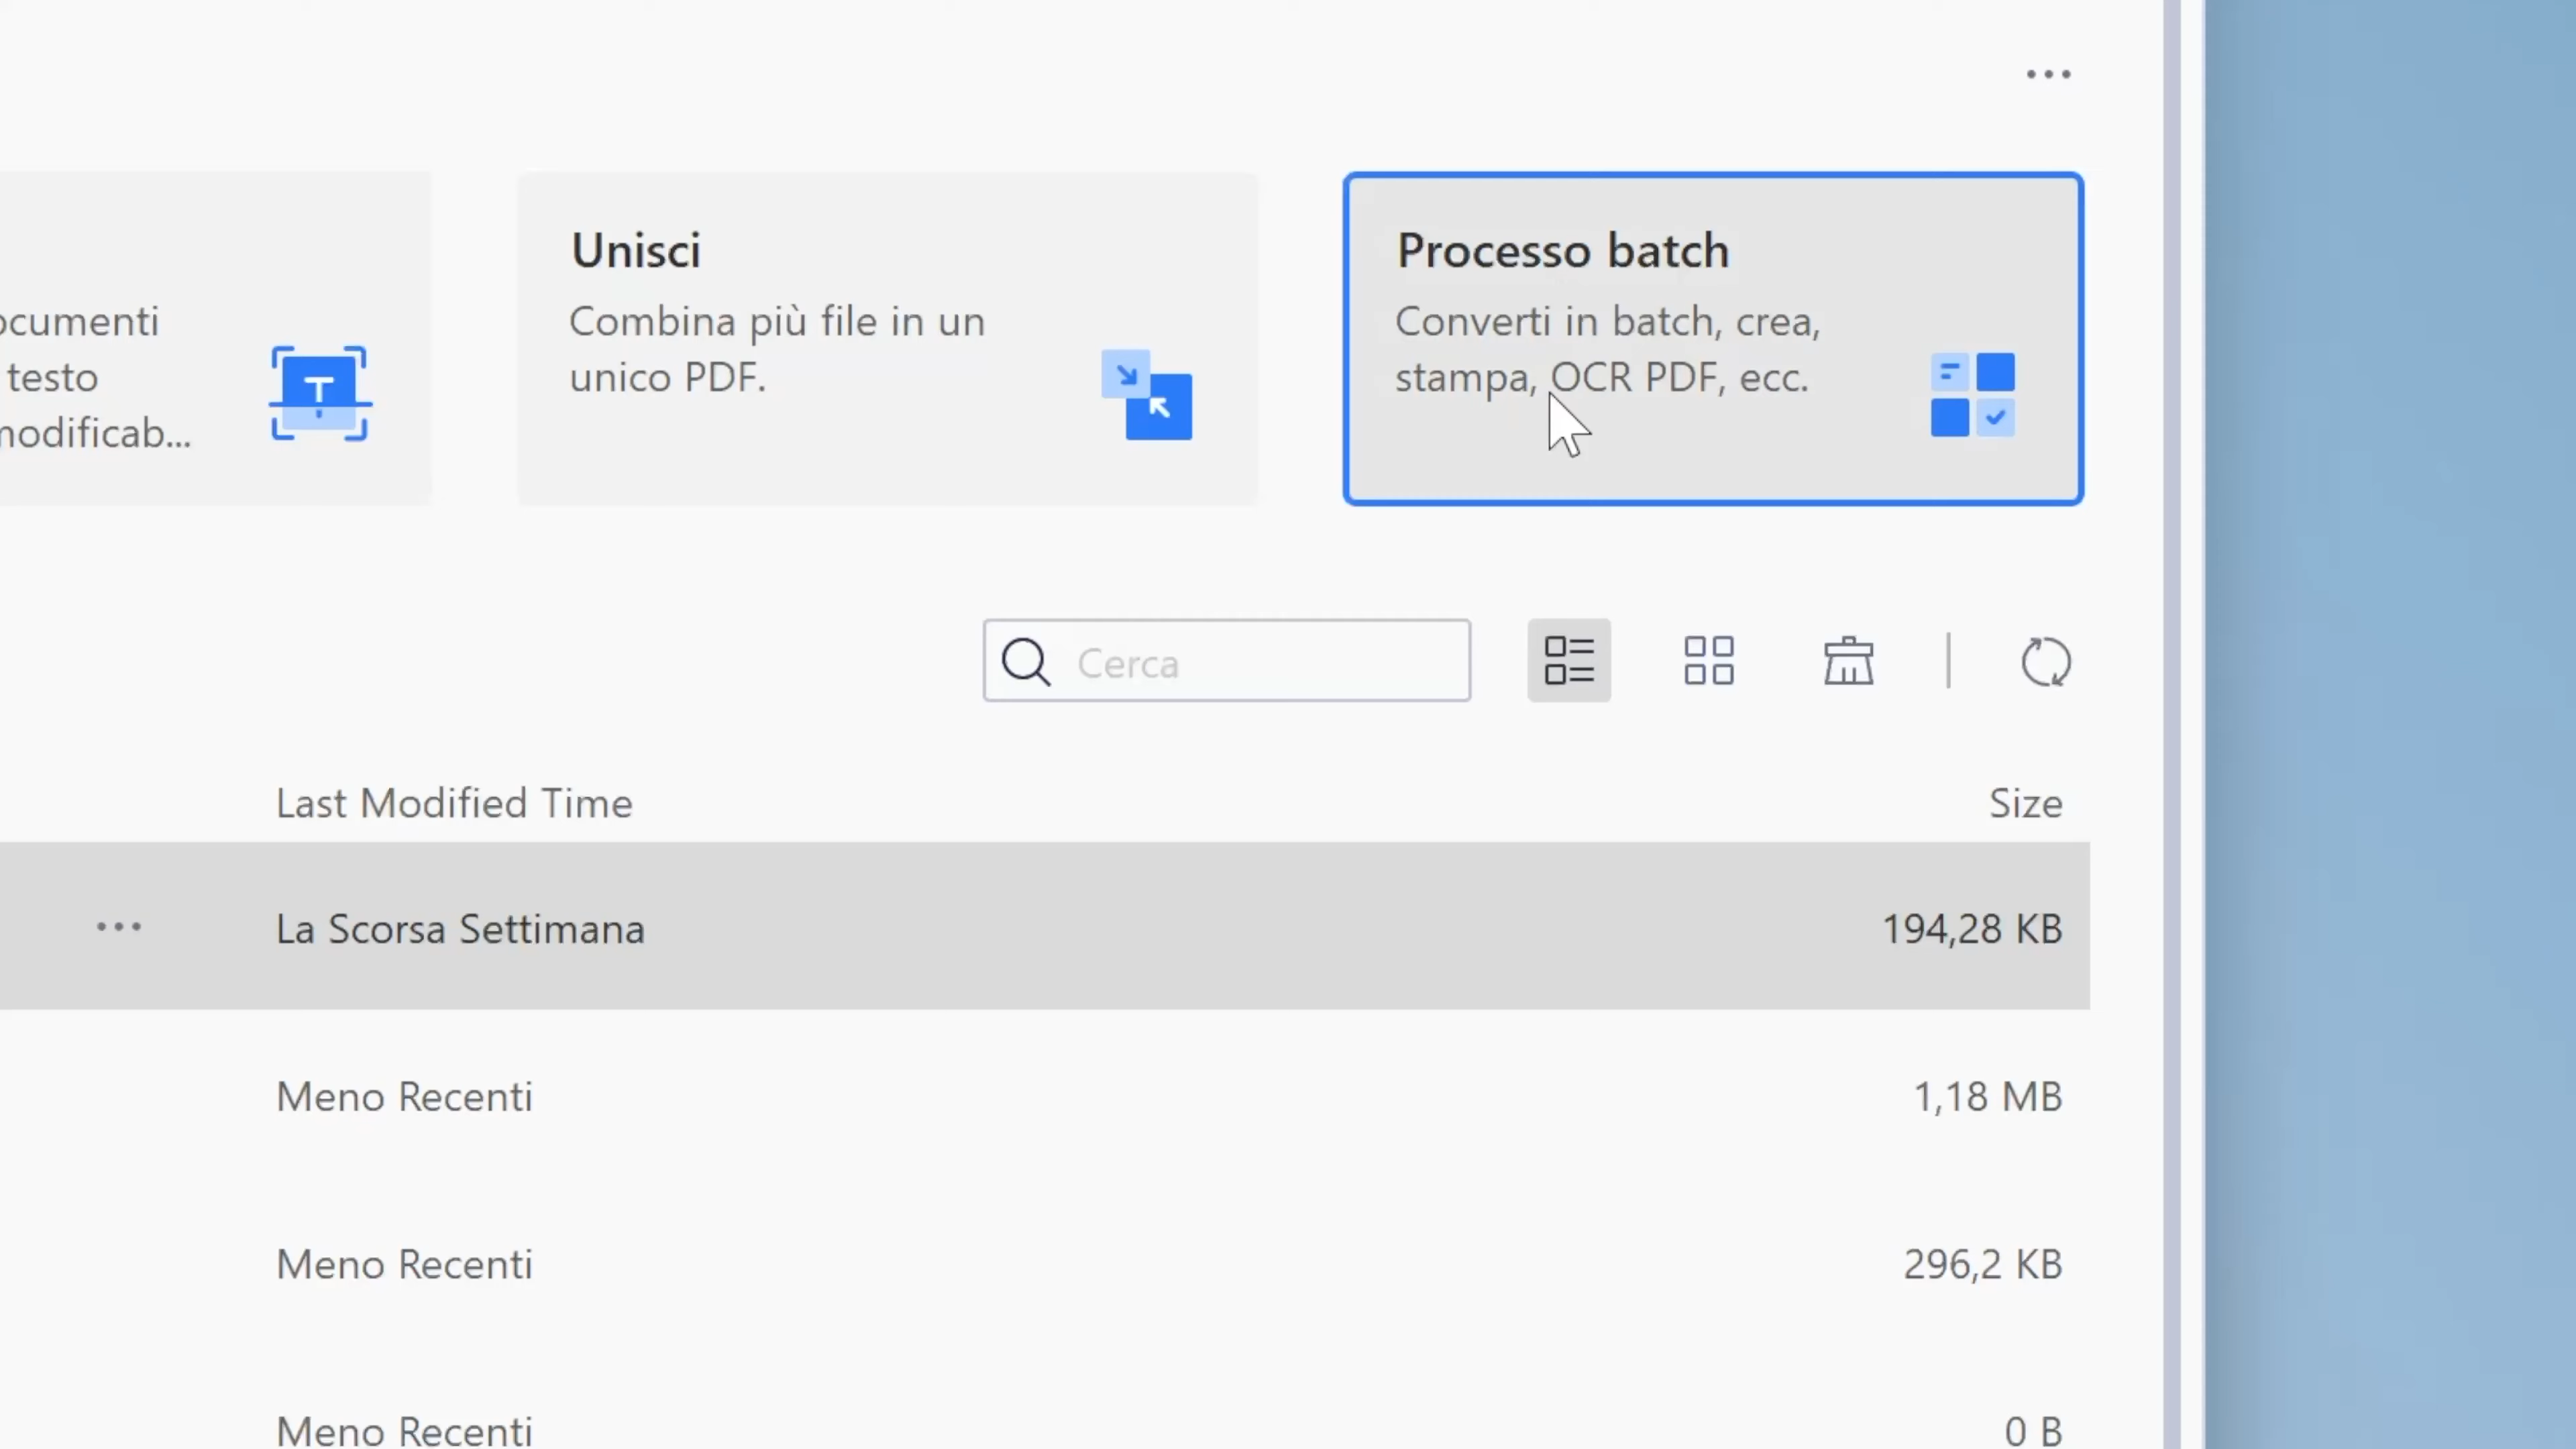 Unisci
Processo batch
ocumenti
testo
modificab...
Combina più file in un
unico PDF.
Converti in batch, crea,
stampa, OCR PDF, ecc.
Cerca
Last Modified Time
Size
La Scorsa Settimana
194,28 KB
Meno Recenti
1,18 MB
Meno Recenti
296,2 KB
Meno Recenti
0 B